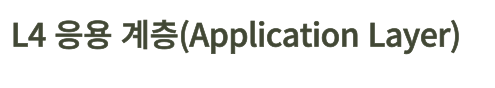 L4 응용 계층(Application Layer)